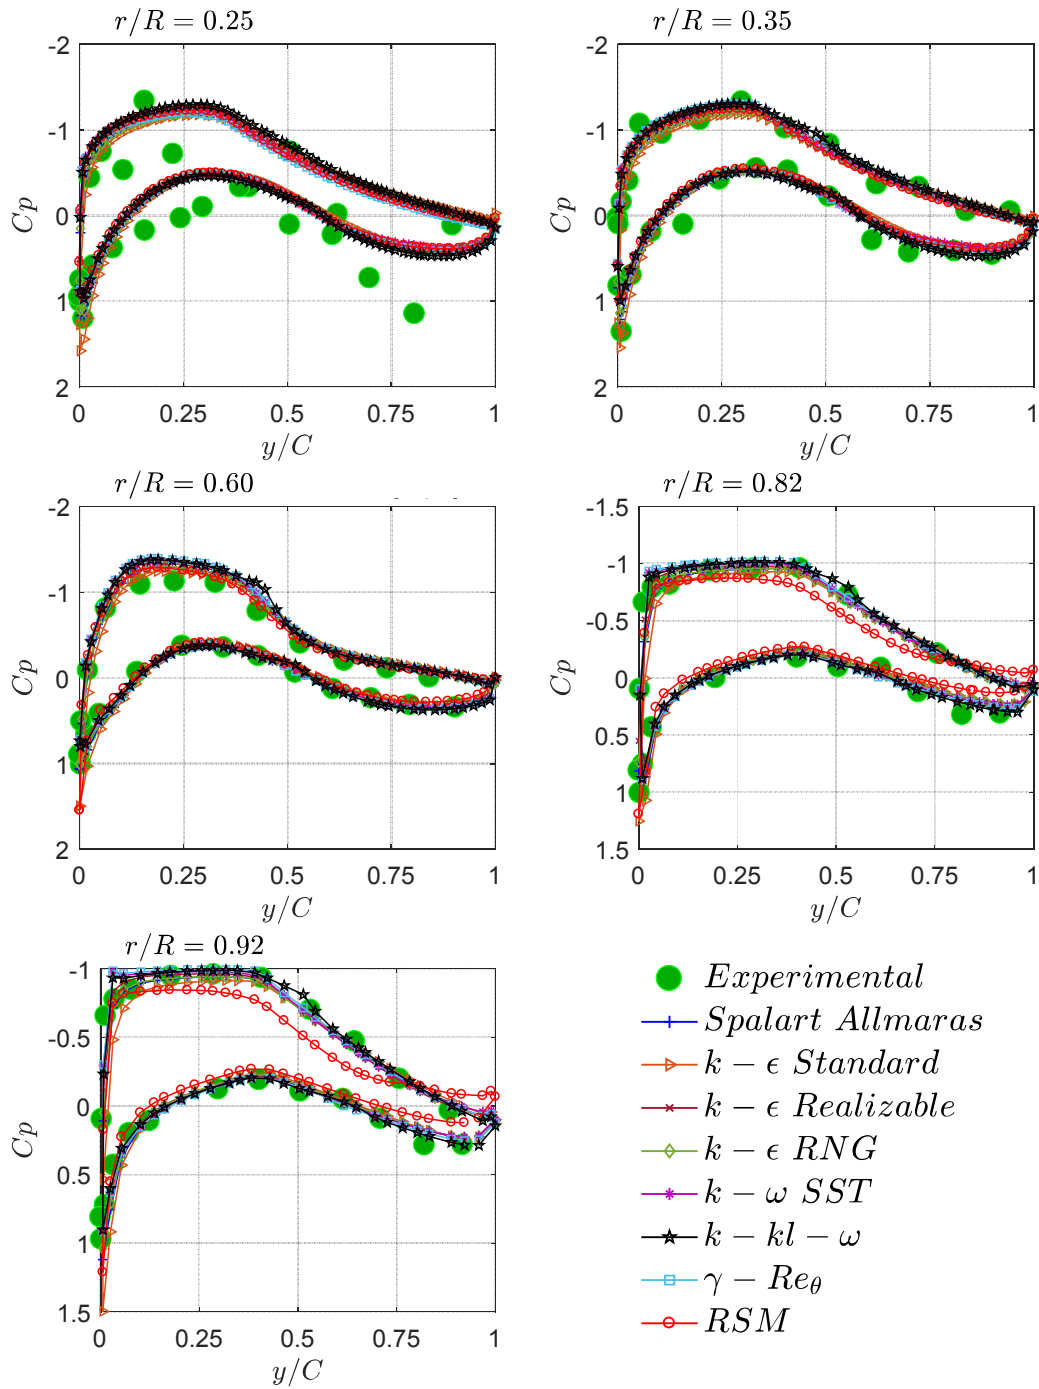 r/R = 0.25
-2
-1
0
1
2
Cp
0 0.25 0.5 0.75 1
y/C
r/R = 0.35
-2
-1
0
1
2
Cp
0 0.25 0.5 0.75 1
y/C
r/R = 0.60
-2
-1
0
1
2
Cp
0 0.25 0.5 0.75 1
y/C
r/R = 0.82
-1.5
-1
-0.5
0
0.5
1
1.5
Cp
0 0.25 0.5 0.75 1
y/C
r/R = 0.92
-1
-0.5
0
0.5
1
1.5
Cp
0 0.25 0.5 0.75 1
y/C
Experimental
Spalart Allmaras
k − ϵ Standard
k − ϵ Realizable
k − ϵ RNG
k − ω SST
k − kl − ω
γ − Reθ
RSM